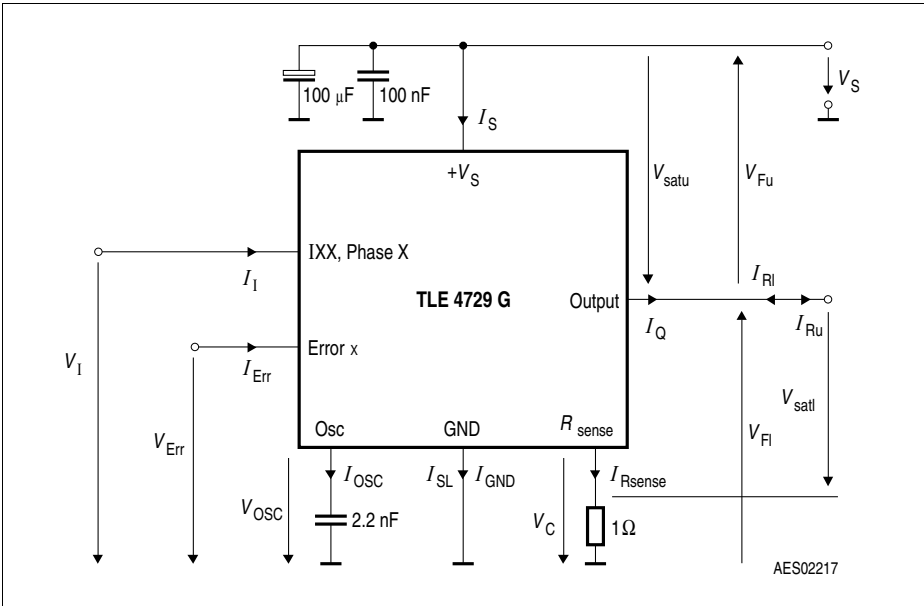 100 μF
100 nF
I_S
V_S
+V_S
V_satu
V_Fu
IXX, Phase X
I_I
TLE 4729 G
Output
I_Rl
I_Q
I_Ru
Error x
I_Err
V_I
V_Err
V_satl
V_Fl
Osc
GND
R_sense
I_OSC
I_SL
I_GND
I_Rsense
V_OSC
2.2 nF
V_C
1Ω
AES02217